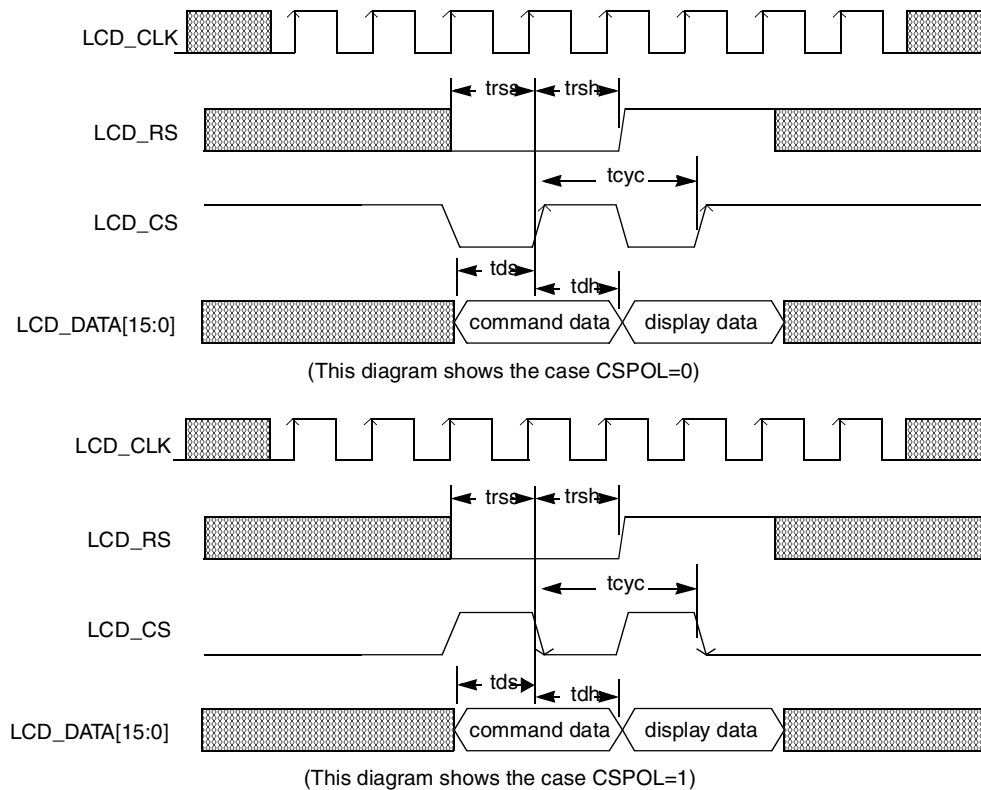 LCD_CLK
trss trsh
LCD_RS
tcyc
LCD_CS
tds
tdh
LCD_DATA[15:0] command data display data
(This diagram shows the case CSPOL=0)
LCD_CLK
trss trsh
LCD_RS
tcyc
LCD_CS
tds
tdh
LCD_DATA[15:0] command data display data
(This diagram shows the case CSPOL=1)